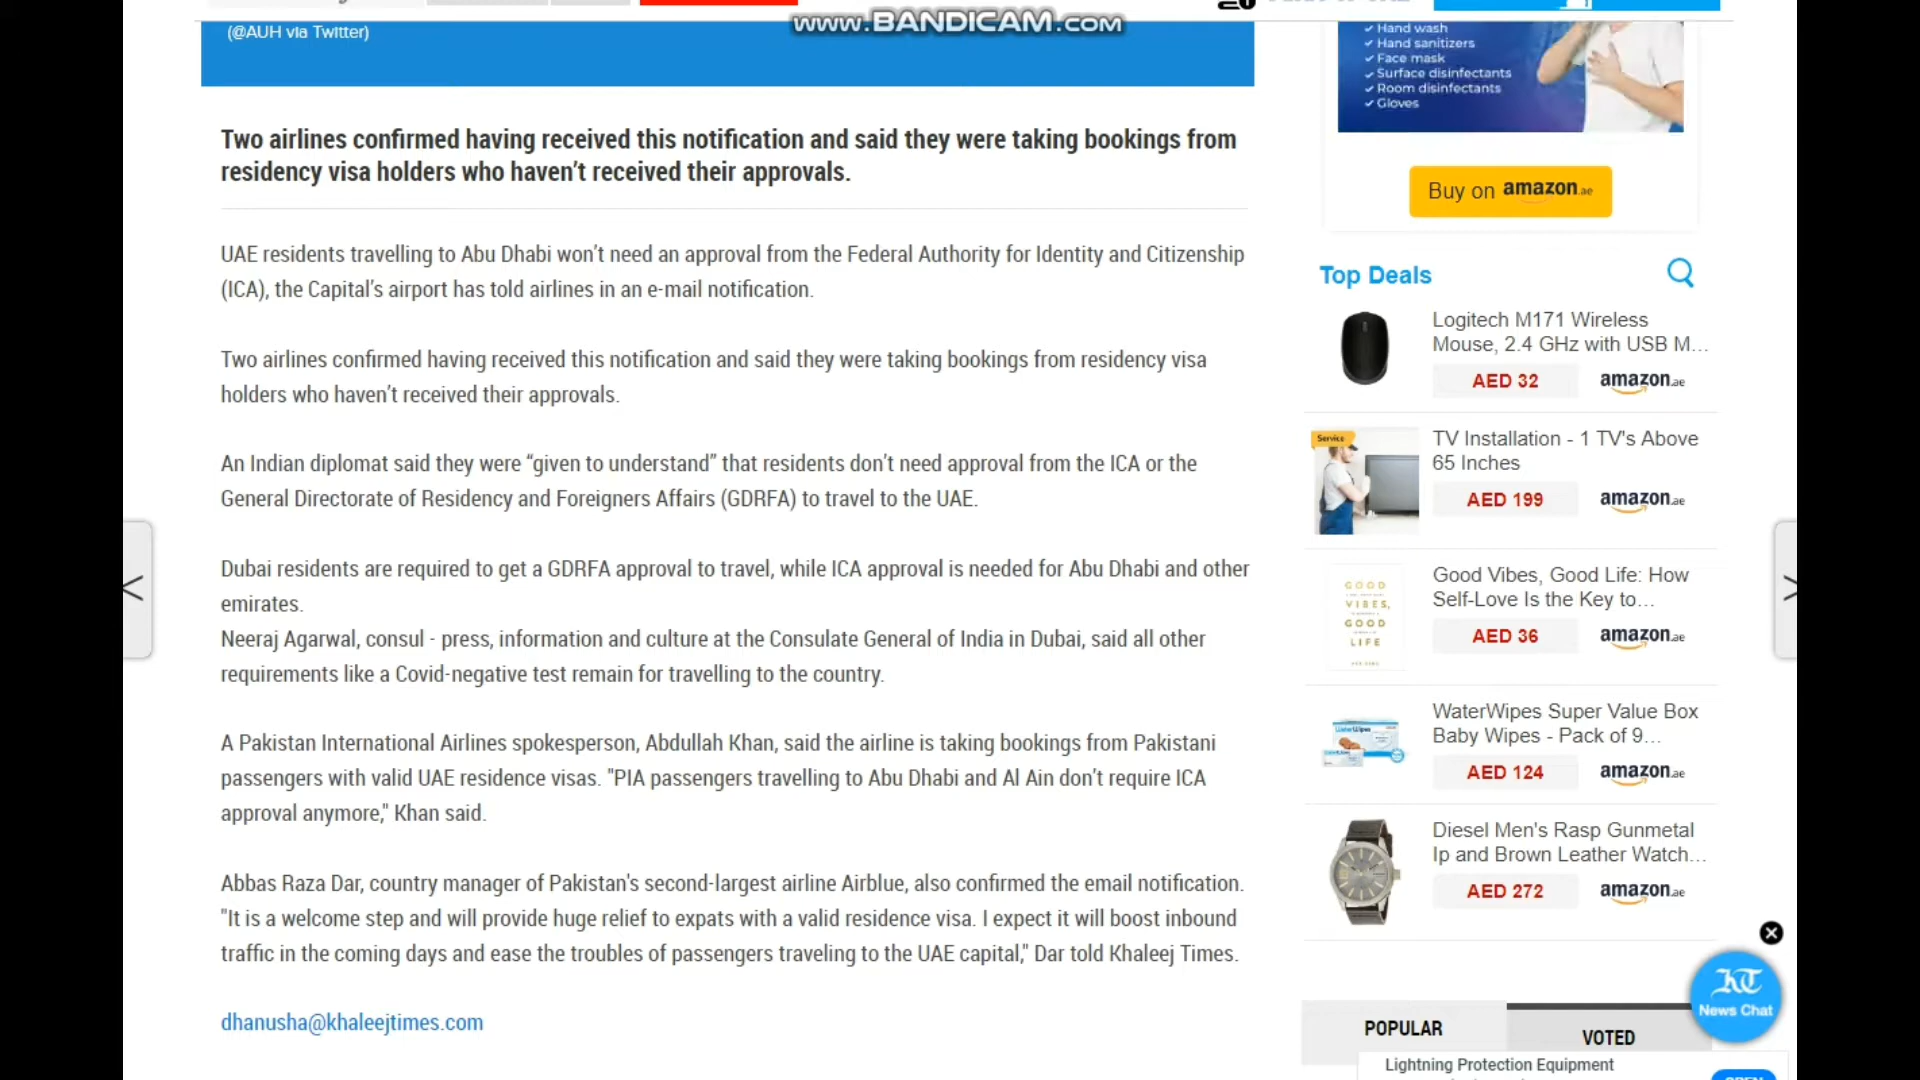 www.BANDICAM.com
(@AUH via Twitter)
Two airlines confirmed having received this notification and said they were taking bookings from
residency visa holders who haven’t received their approvals.
UAE residents travelling to Abu Dhabi won’t need an approval from the Federal Authority for Identity and Citizenship
(ICA), the Capital’s airport has told airlines in an e-mail notification.
Two airlines confirmed having received this notification and said they were taking bookings from residency visa
holders who haven’t received their approvals.
An Indian diplomat said they were “given to understand” that residents don’t need approval from the ICA or the
General Directorate of Residency and Foreigners Affairs (GDRFA) to travel to the UAE.
Dubai residents are required to get a GDRFA approval to travel, while ICA approval is needed for Abu Dhabi and other
emirates.
Neeraj Agarwal, consul - press, information and culture at the Consulate General of India in Dubai, said all other
requirements like a Covid-negative test remain for travelling to the country.
A Pakistan International Airlines spokesperson, Abdullah Khan, said the airline is taking bookings from Pakistani
passengers with valid UAE residence visas. "PIA passengers travelling to Abu Dhabi and Al Ain don’t require ICA
approval anymore," Khan said.
Abbas Raza Dar, country manager of Pakistan's second-largest airline Airblue, also confirmed the email notification.
"It is a welcome step and will provide huge relief to expats with a valid residence visa. I expect it will boost inbound
traffic in the coming days and ease the troubles of passengers traveling to the UAE capital," Dar told Khaleej Times.
dhanusha@khaleejtimes.com
Hand wash
Hand sanitizers
Face mask
Surface disinfectants
Room disinfectants
Gloves
Buy on amazon.ae
Top Deals
Logitech M171 Wireless
Mouse, 2.4 GHz with USB M...
AED 32 amazon.ae
Service
TV Installation - 1 TV's Above
65 Inches
AED 199 amazon.ae
GOOD
VIBES,
GOOD
LIFE
Good Vibes, Good Life: How
Self-Love Is the Key to...
AED 36 amazon.ae
WaterWipes
WaterWipes Super Value Box
Baby Wipes - Pack of 9...
AED 124 amazon.ae
Diesel Men's Rasp Gunmetal
Ip and Brown Leather Watch...
AED 272 amazon.ae
KT
News Chat
POPULAR
VOTED
Lightning Protection Equipment